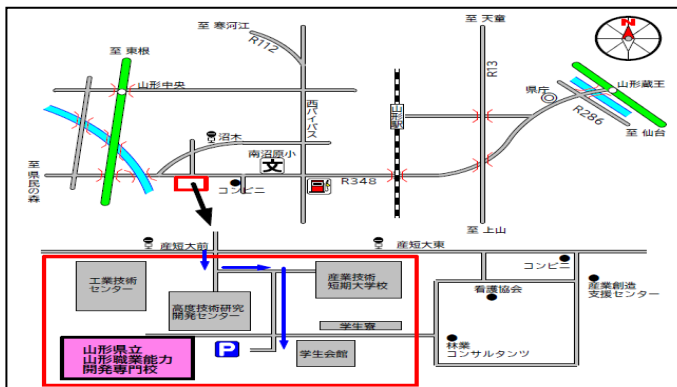 至 寒河江
至 天童
N
至 東根
R112
R13
山形中央
西バイパス
山形駅
県庁
山形蔵王
R286
至 仙台
沼木
南沼原小
文
至 県民の森
コンビニ
R348
至 上山
産短大前
産短大東
工業技術
センター
産業技術
短期大学校
コンビニ
看護協会
産業創造
支援センター
高度技術研究
開発センター
学生寮
山形県立
山形職業能力
開発専門校
P
学生会館
林業
コンサルタンツ